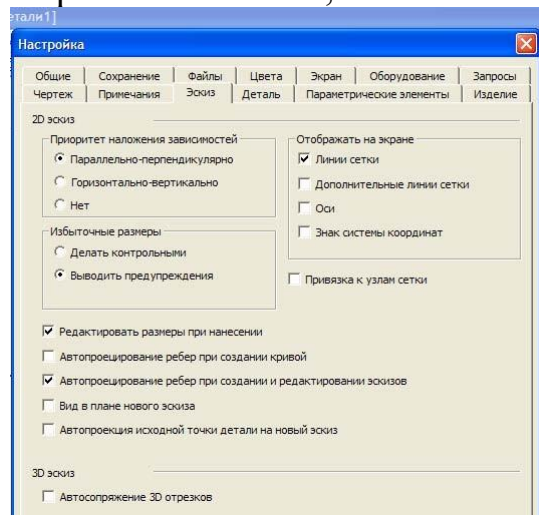 тали1]
Настройка
Общие Сохранение Файлы Цвета Экран Оборудование Запросы
Чертеж Примечания Эскиз Деталь Параметрические элементы Изделие
2D эскиз
Приоритет наложения зависимостей
Параллельно-перпендикулярно
Горизонтально-вертикально
Нет
Отображать на экране
Линии сетки
Дополнительные линии сетки
Оси
Знак системы координат
Избыточные размеры
Делать контрольными
Выводить предупреждения
Привязка к узлам сетки
Редактировать размеры при нанесении
Автопроецирование ребер при создании кривой
Автопроецирование ребер при создании и редактировании эскизов
Вид в плане нового эскиза
Автопроекция исходной точки детали на новый эскиз
3D эскиз
Автосопряжение 3D отрезков